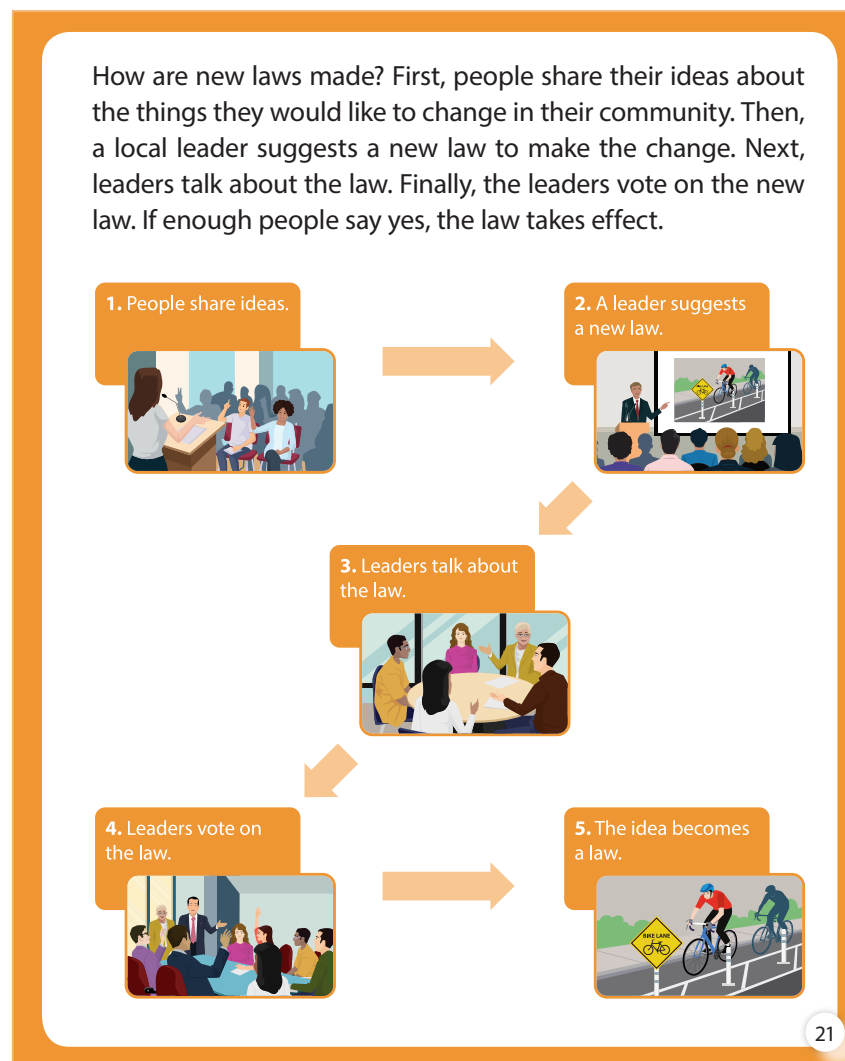 How are new laws made? First, people share their ideas about
the things they would like to change in their community. Then,
a local leader suggests a new law to make the change. Next,
leaders talk about the law. Finally, the leaders vote on the new
law. If enough people say yes, the law takes effect.
1. People share ideas.
2. A leader suggests
a new law.
3. Leaders talk about
the law.
4. Leaders vote on
the law.
5. The idea becomes
a law.
BIKE LANE
21